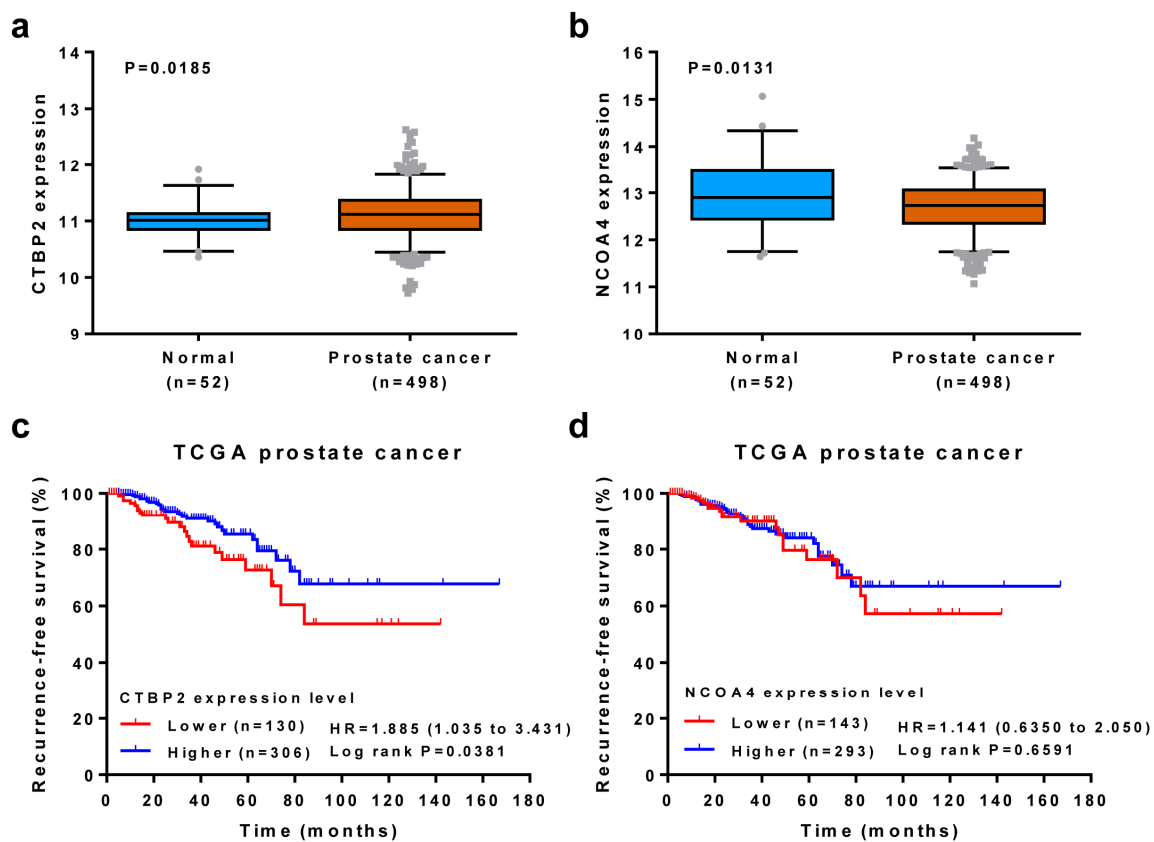 a
P=0.0185
CTBP2 expression
14
13
12
11
10
9
Normal
(n=52)
Prostate cancer
(n=498)
b
P=0.0131
NCOA4 expression
16
15
14
13
12
11
10
Normal
(n=52)
Prostate cancer
(n=498)
c
TCGA prostate cancer
Recurrence-free survival (%)
100
80
60
40
20
0
CTBP2 expression level
Lower (n=130)
HR=1.885 (1.035 to 3.431)
Higher (n=306)
Log rank P=0.0381
0 20 40 60 80 100 120 140 160 180
Time (months)
d
TCGA prostate cancer
Recurrence-free survival (%)
100
80
60
40
20
0
NCOA4 expression level
Lower (n=143)
HR=1.141 (0.6350 to 2.050)
Higher (n=293)
Log rank P=0.6591
0 20 40 60 80 100 120 140 160 180
Time (months)